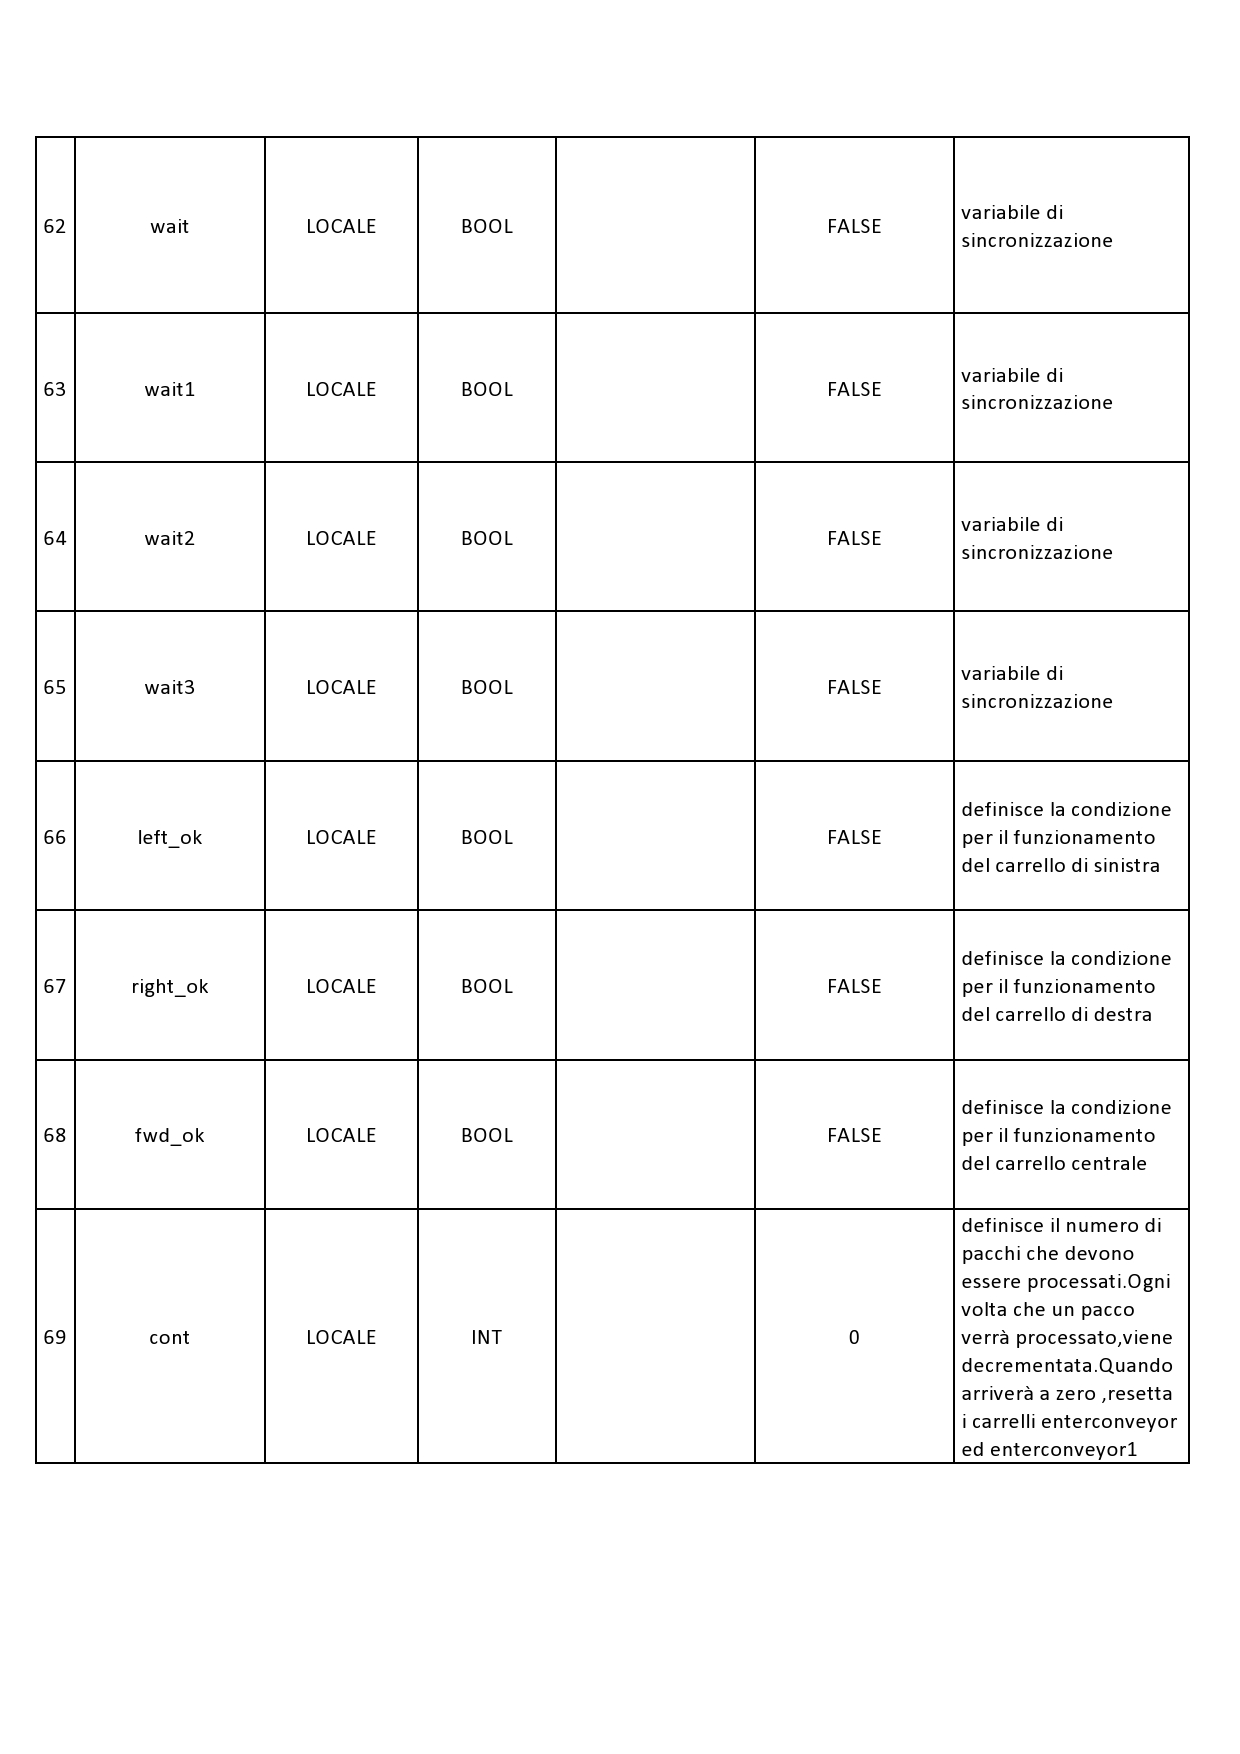 62 wait LOCALE BOOL FALSE variabile di
sincronizzazione
63 wait1 LOCALE BOOL FALSE variabile di
sincronizzazione
64 wait2 LOCALE BOOL FALSE variabile di
sincronizzazione
65 wait3 LOCALE BOOL FALSE variabile di
sincronizzazione
66 left_ok LOCALE BOOL FALSE definisce la condizione
per il funzionamento
del carrello di sinistra
67 right_ok LOCALE BOOL FALSE definisce la condizione
per il funzionamento
del carrello di destra
68 fwd_ok LOCALE BOOL FALSE definisce la condizione
per il funzionamento
del carrello centrale
69 cont LOCALE INT 0 definisce il numero di
pacchi che devono
essere processati.Ogni
volta che un pacco
verrà processato,viene
decrementata.Quando
arriverà a zero ,resetta
i carrelli enterconveyor
ed enterconveyor1